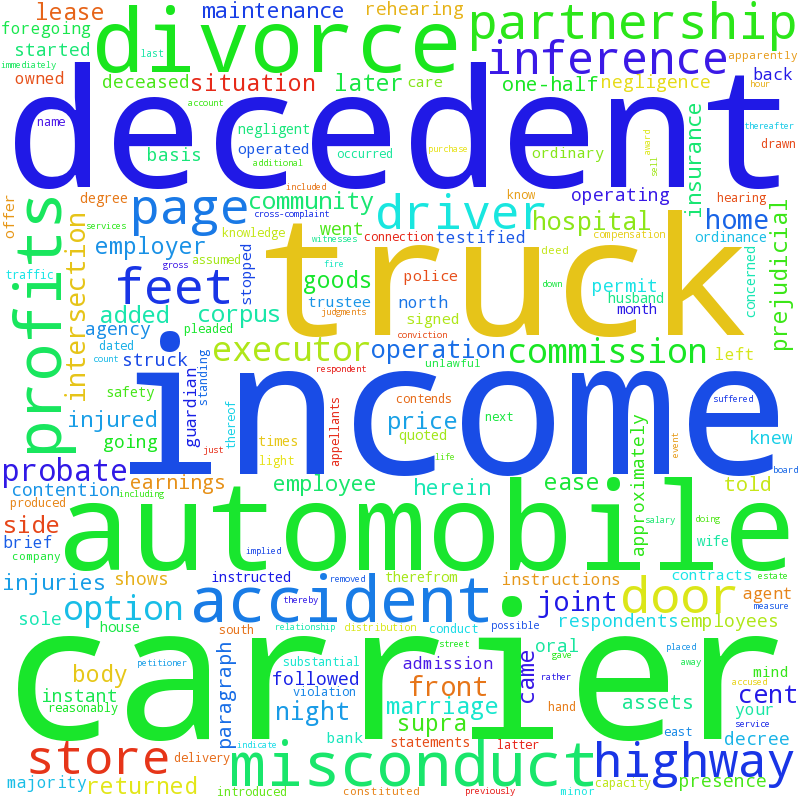 lease
maintenance
rehearing
partnership
divorce
foregoing
started
last
immediately
inference
apparently
owned
deceased
situation
later
care
one-half
negligence
back
hour
decedent
account
name
negligent
operated
basis
additional
occurred
purchase
ordinary
award
sell
thereafter
drawn
included
degree
offer
profits
intersection
services
page
community
cross-complaint
knowledge
went
driver
know
operating
hospital
compensation
insurance
home
hearing
ordinance
prejudicial
employer
assumed
witnesses
connection
testified
deed
concerned
traffic
feet
gross
stopped
fire
goods
police
truck
down
permit
husband
month
added
corpus
trustee
north
judgments
signed
agency
pleaded
conviction
dated
struck
count
executor
operation
commission
left
unlawful
respondent
guardian
standing
income
safety
injured
going
thereof
times
just
light
appellants
contends
price
quoted
life
next
approximately
event
suffered
knew
board
probate
contention
including
earnings
employee
herein
ease
told
produced
side
brief
company
automobile
salary
doing
wife
implied
estate
injuries
shows
instructed
removed
therefrom
instructions
contracts
measure
option
accident
thereby
joint
door
agent
sole
house
south
relationship
distribution
conduct
possible
respondents
employees
carrier
street
oral
gave
placed
away
mind
petitioner
substantial
admission
came
rather
accused
body
paragraph
followed
violation
front
hand
assets
cent
instant
reasonably
night
marriage
your
service
supra
bank
statements
latter
east
decree
store
delivery
indicate
misconduct
highway
majority
returned
introduced
constituted
previously
minor
capacity
presence